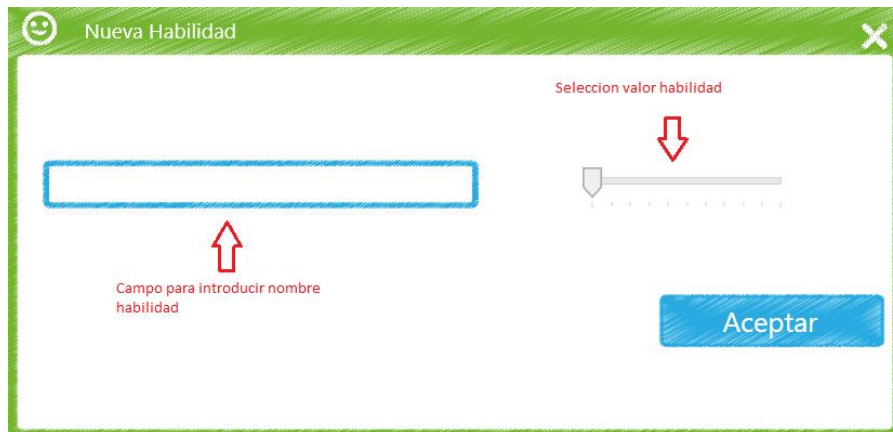 Nueva Habilidad
Seleccion valor habilidad
Campo para introducir nombre
habilidad
Aceptar